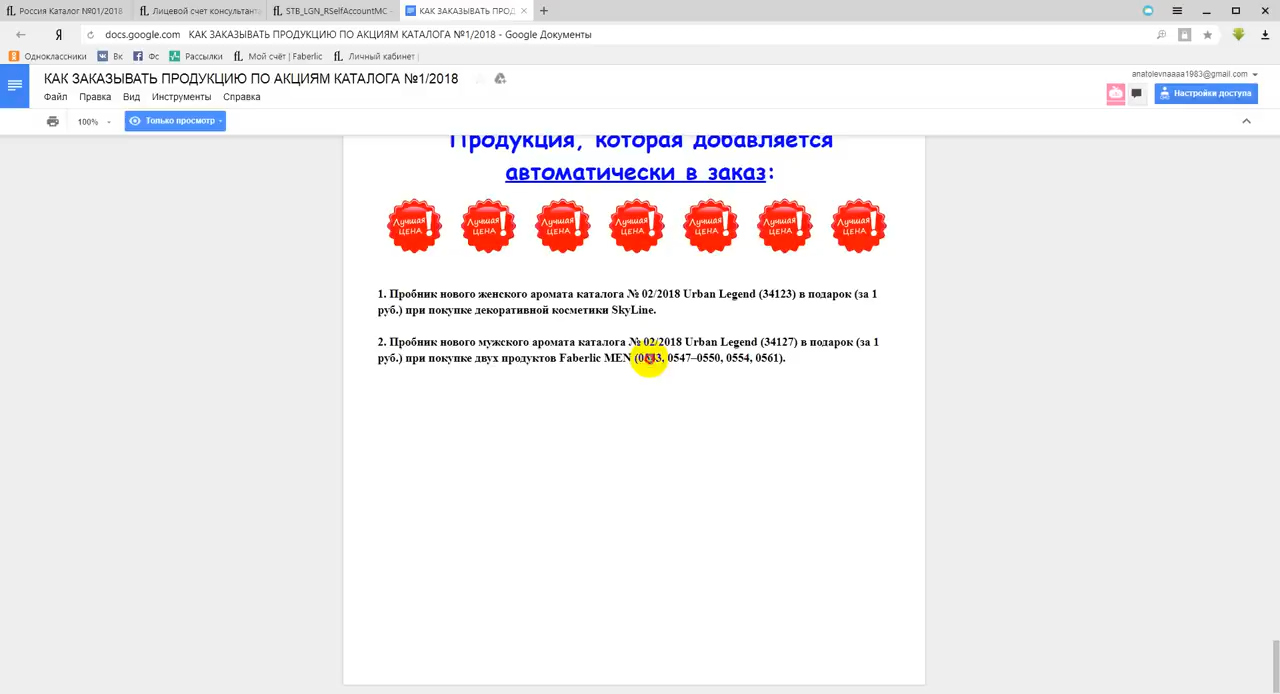 Россия Каталог №01/2018
Лицевой счет консультанта
STB_LGN_RSelfAccountMC
КАК ЗАКАЗЫВАТЬ ПРОД
docs.google.com КАК ЗАКАЗЫВАТЬ ПРОДУКЦИЮ ПО АКЦИЯМ КАТАЛОГА №1/2018 - Google Документы
Одноклассники Вк Фс Рассылки Мой счёт | Faberlic Личный кабинет
КАК ЗАКАЗЫВАТЬ ПРОДУКЦИЮ ПО АКЦИЯМ КАТАЛОГА №1/2018
anatolevnaaaa1983@gmail.com
Файл Правка Вид Инструменты Справка
Настройки доступа
100% Только просмотр
Продукция, которая добавляется
автоматически в заказ:
Лучшая ЦЕНА! Лучшая ЦЕНА! Лучшая ЦЕНА! Лучшая ЦЕНА! Лучшая ЦЕНА! Лучшая ЦЕНА! Лучшая ЦЕНА!
1. Пробник нового женского аромата каталога № 02/2018 Urban Legend (34123) в подарок (за 1
руб.) при покупке декоративной косметики SkyLine.
2. Пробник нового мужского аромата каталога № 02/2018 Urban Legend (34127) в подарок (за 1
руб.) при покупке двух продуктов Faberlic MEN 0547–0550, 0554, 0561).